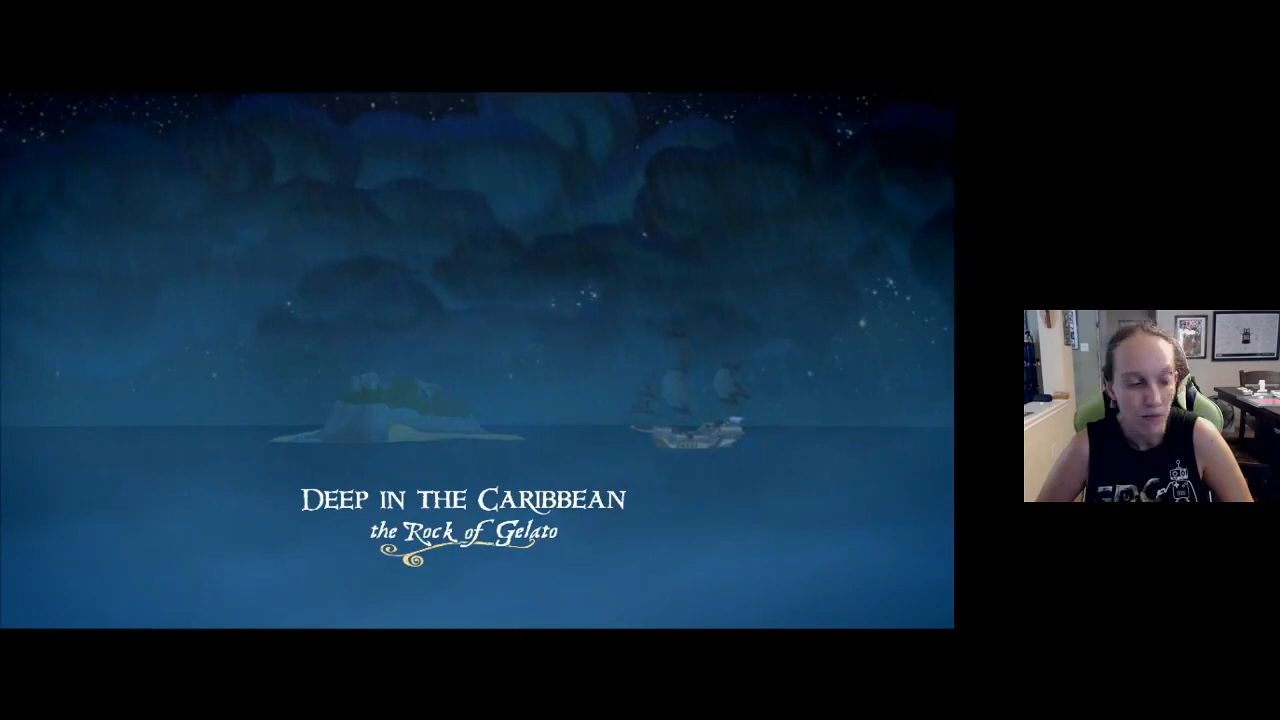 Deep in the Caribbean
the Rock of Gelato